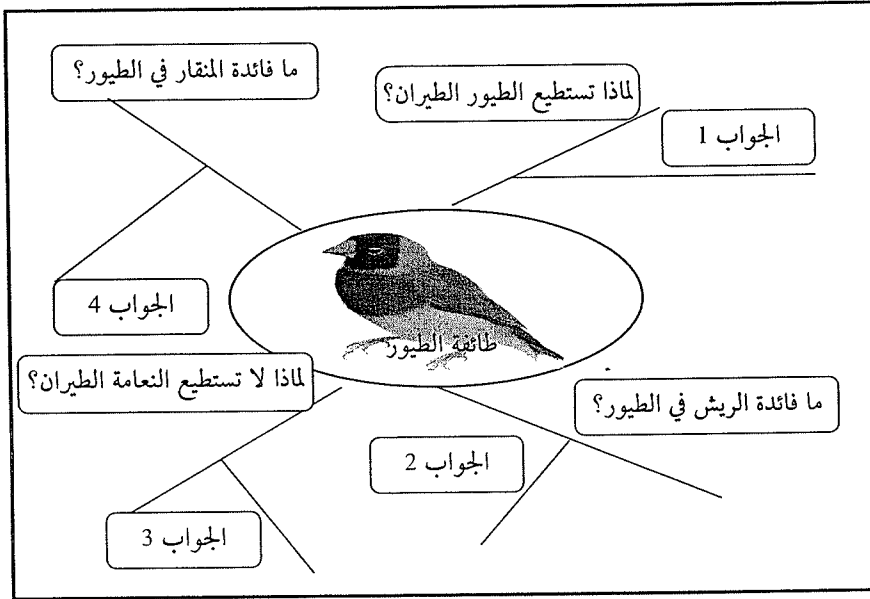 ما فائدة المنقار في الطيور؟
لماذا تستطيع الطيور الطيران؟
الجواب 1
الجواب 4
طائفة الطيور
لماذا لا تستطيع النعامة الطيران؟
ما فائدة الريش في الطيور؟
الجواب 2
الجواب 3